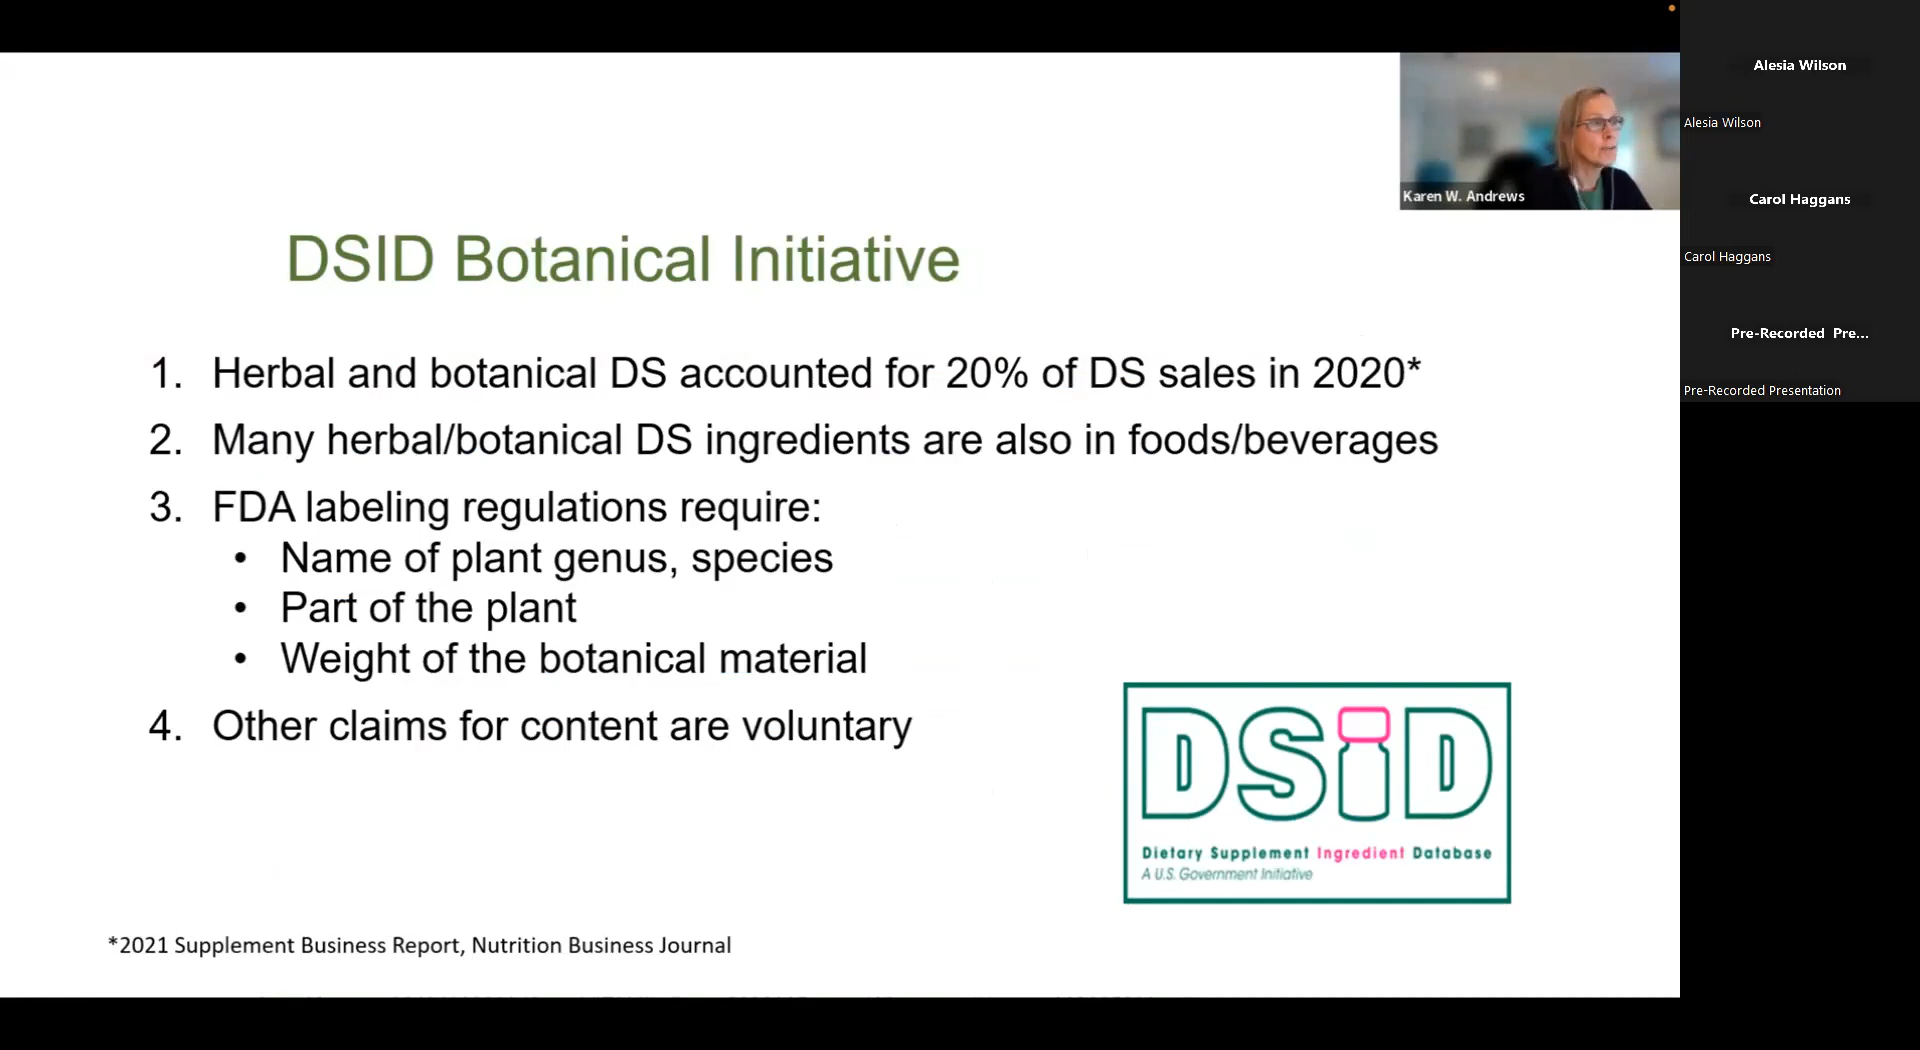 Alesia Wilson
Alesia Wilson
Carol Haggans
Carol Haggans
Pre-Recorded Pre...
Pre-Recorded Presentation
Karen W. Andrews
DSID Botanical Initiative
1. Herbal and botanical DS accounted for 20% of DS sales in 2020*
2. Many herbal/botanical DS ingredients are also in foods/beverages
3. FDA labeling regulations require:
• Name of plant genus, species
• Part of the plant
• Weight of the botanical material
4. Other claims for content are voluntary
DSiD
Dietary Supplement Ingredient Database
A U.S. Government Initiative
*2021 Supplement Business Report, Nutrition Business Journal